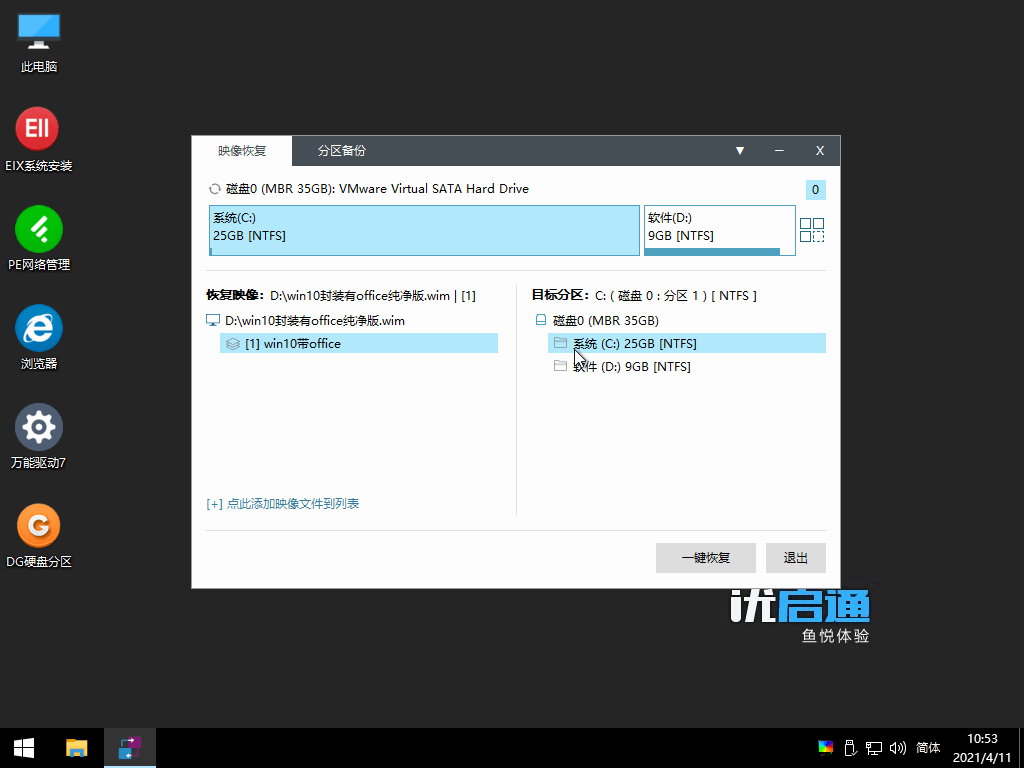 此电脑
EII
EIX系统安装
PE网络管理
浏览器
万能驱动7
G
DG硬盘分区
映像恢复
分区备份
X
磁盘0 (MBR 35GB): VMware Virtual SATA Hard Drive
0
系统(C:)
25GB [NTFS]
软件(D:)
9GB [NTFS]
恢复映像：D:\win10封装有office纯净版.wim | [1]
D:\win10封装有office纯净版.wim
[1] win10带office
目标分区：C: ( 磁盘 0 : 分区 1 ) [ NTFS ]
磁盘0 (MBR 35GB)
系统 (C:) 25GB [NTFS]
软件 (D:) 9GB [NTFS]
[+] 点此添加映像文件到列表
一键恢复
退出
优启通
鱼悦体验
简体
10:53
2021/4/11